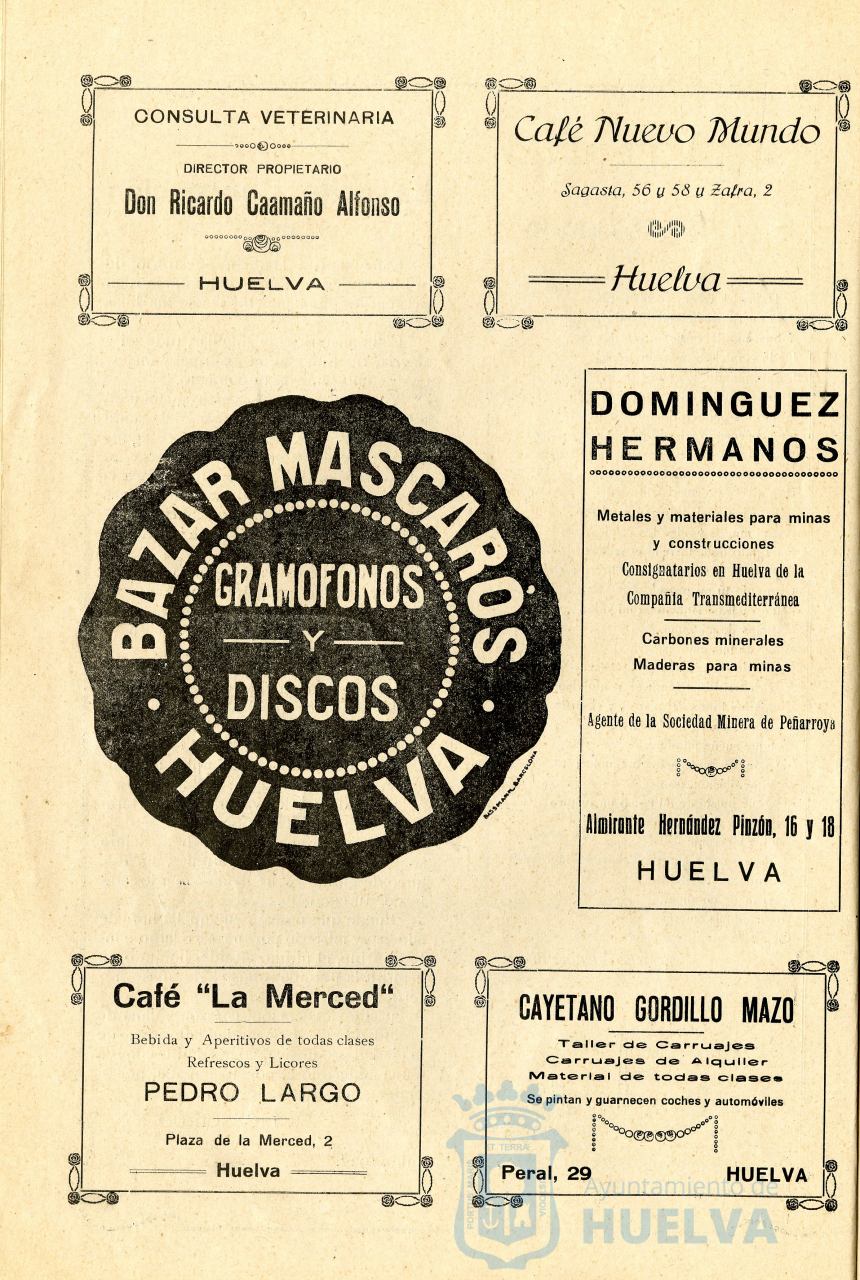 CONSULTA VETERINARIA
DIRECTOR PROPIETARIO
Don Ricardo Caamaño Alfonso
HUELVA
Café Nuevo Mundo
Sagasta, 56 y 58 y Zafra, 2
Huelva
BAZAR MASCARÓS
GRAMOFONOS
Y
DISCOS
HUELVA
DOMINGUEZ
HERMANOS
Metales y materiales para minas
y construcciones
Consignatarios en Huelva de la
Compañia Transmediterránea
Carbones minerales
Maderas para minas
Agente de la Sociedad Minera de Peñarroya
Almirante Hernández Pinzón, 16 y 18
HUELVA
Café “La Merced“
Bebida y Aperitivos de todas clases
Refrescos y Licores
PEDRO LARGO
Plaza de la Merced, 2
Huelva
CAYETANO GORDILLO MAZO
Taller de Carruajes
Carruajes de Alquiler
Material de todas clases
Se pintan y guarnecen coches y automóviles
Peral, 29 HUELVA
Ayuntamiento de
HUELVA